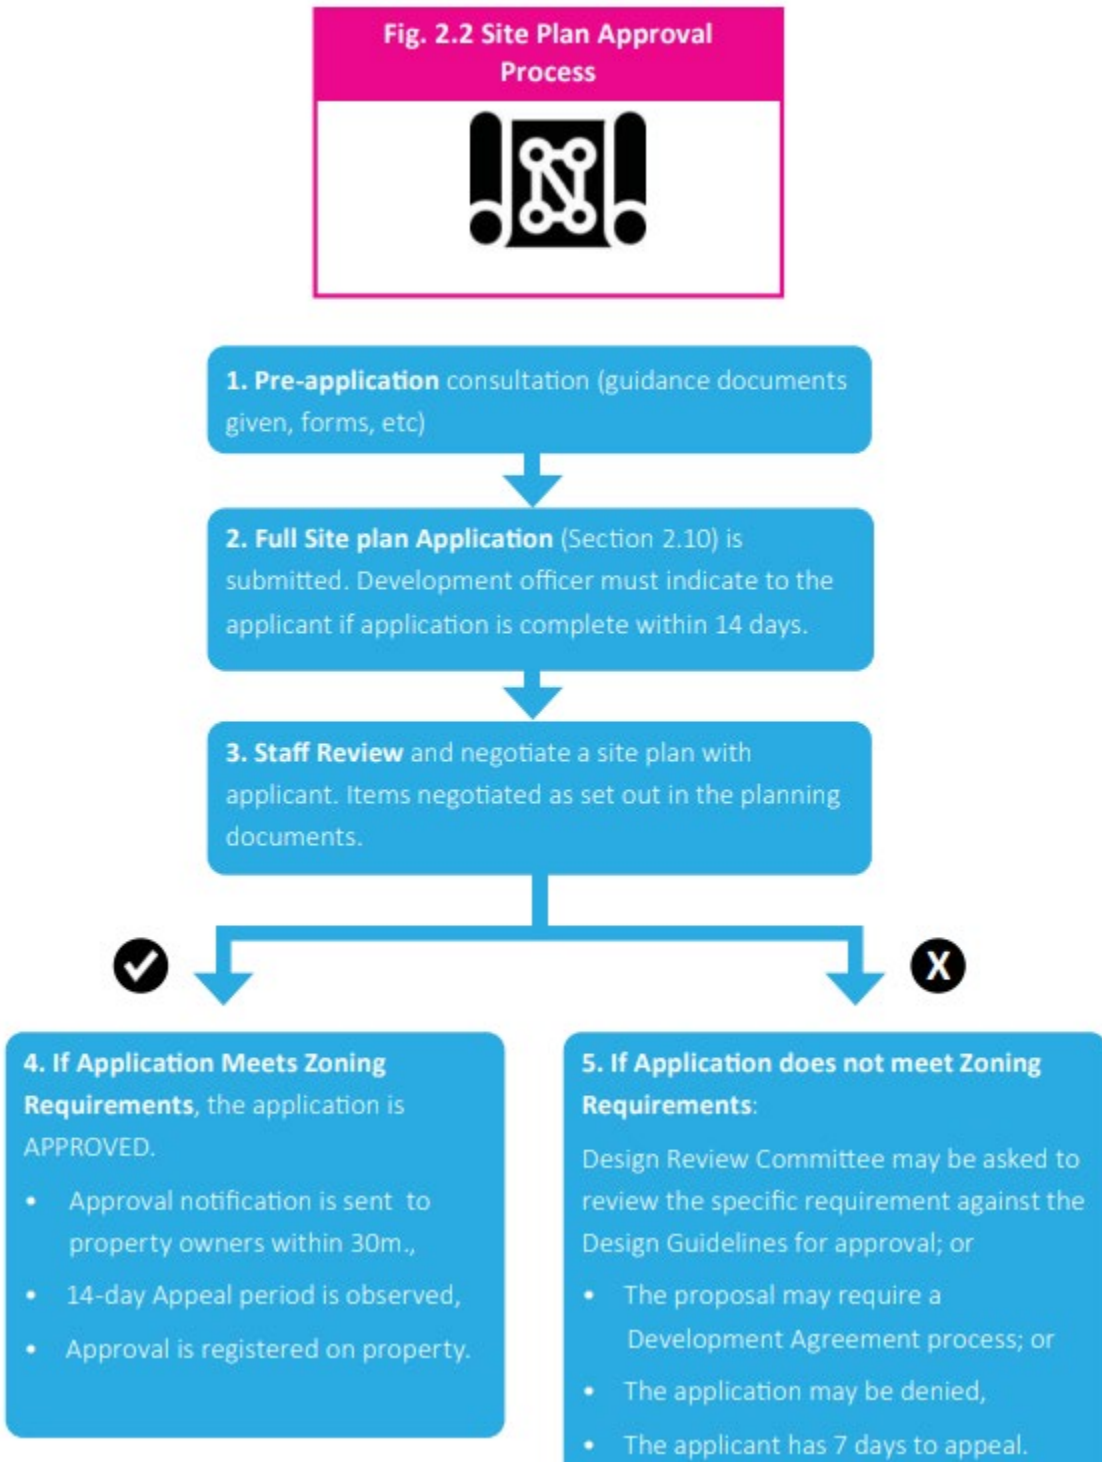 Fig. 2.2 Site Plan Approval
Process
1. Pre-application consultation (guidance documents
given, forms, etc)
2. Full Site plan Application (Section 2.10) is
submitted. Development officer must indicate to the
applicant if application is complete within 14 days.
3. Staff Review and negotiate a site plan with
applicant. Items negotiated as set out in the planning
documents.
X
4. If Application Meets Zoning
Requirements, the application is
APPROVED.
• Approval notification is sent to
property owners within 30m.,
• 14-day Appeal period is observed,
• Approval is registered on property.
5. If Application does not meet Zoning
Requirements:
Design Review Committee may be asked to
review the specific requirement against the
Design Guidelines for approval; or
• The proposal may require a
Development Agreement process; or
• The application may be denied,
• The applicant has 7 days to appeal.